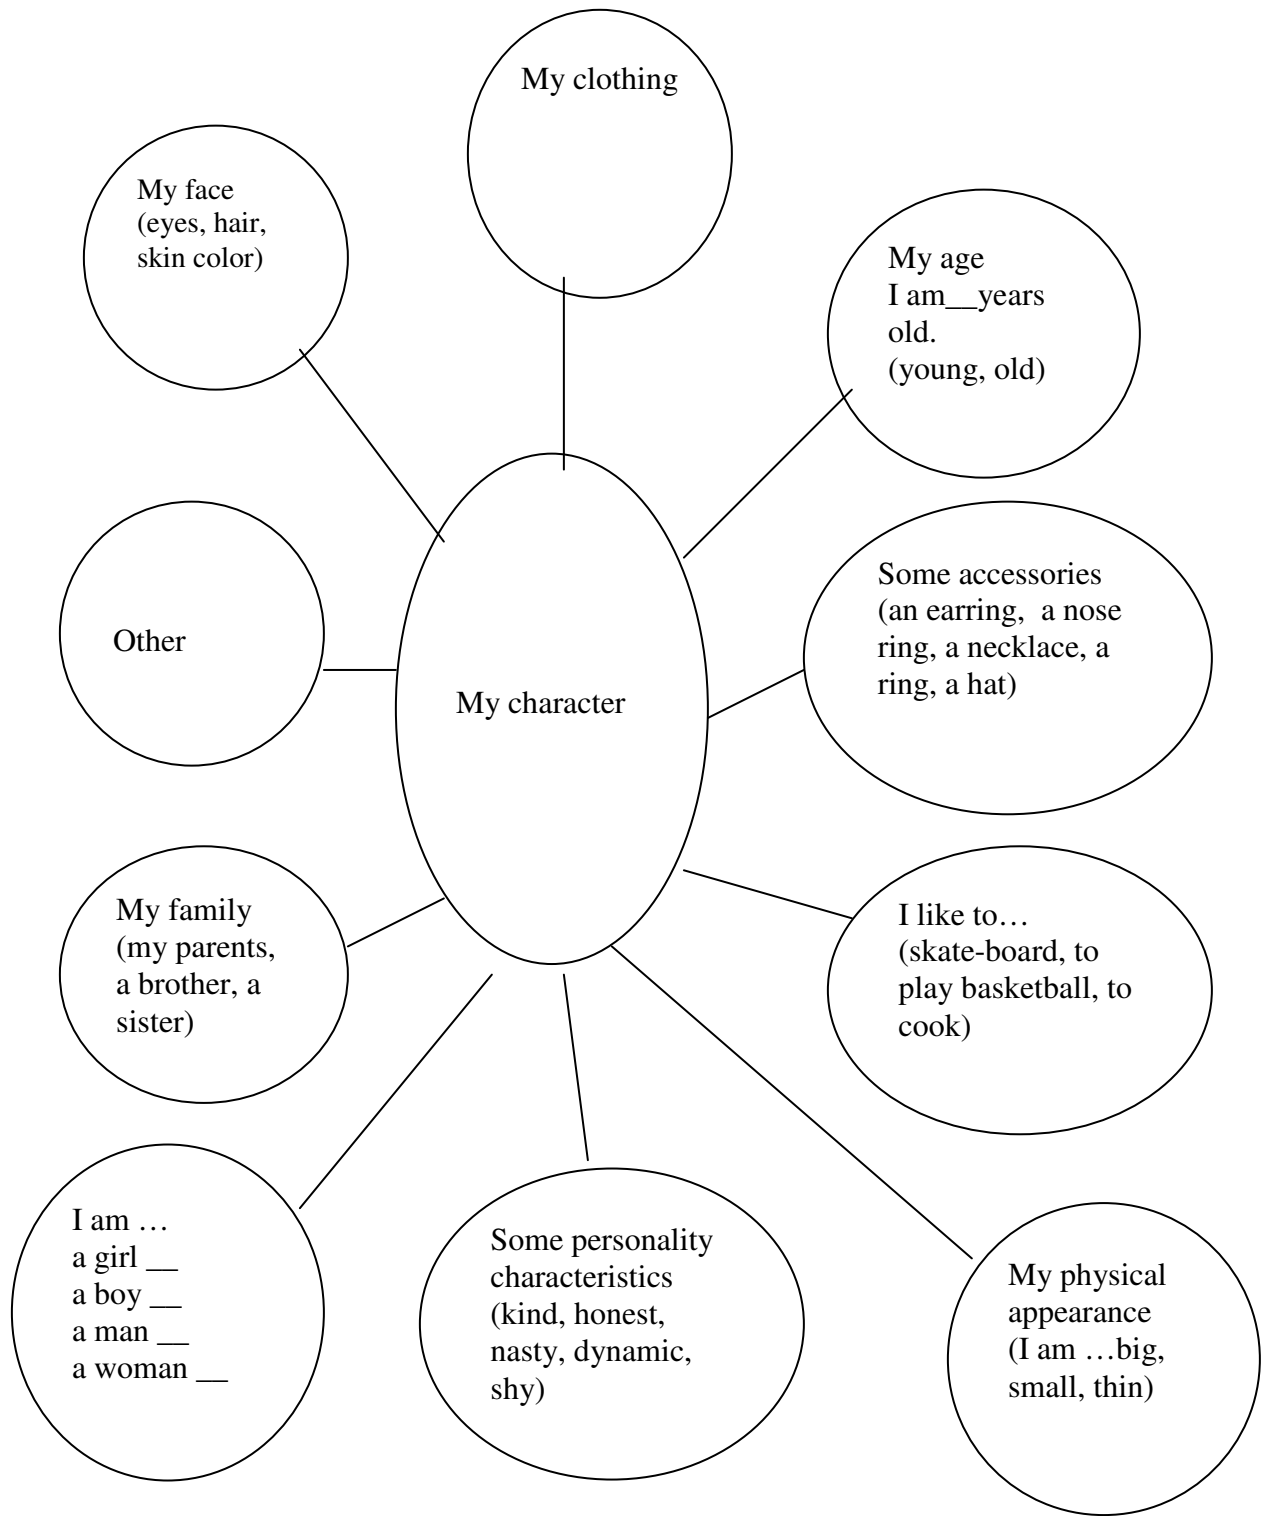 My clothing
My face
(eyes, hair,
skin color)
My age
I am__years
old.
(young, old)
Some accessories
(an earring,  a nose
ring, a necklace, a
ring, a hat)
Other
My character
My family
(my parents,
a brother, a
sister)
I like to…
(skate-board, to
play basketball, to
cook)
I am …
a girl __
a boy __
a man __
a woman __
Some personality
characteristics
(kind, honest,
nasty, dynamic,
shy)
My physical
appearance
(I am …big,
small, thin)